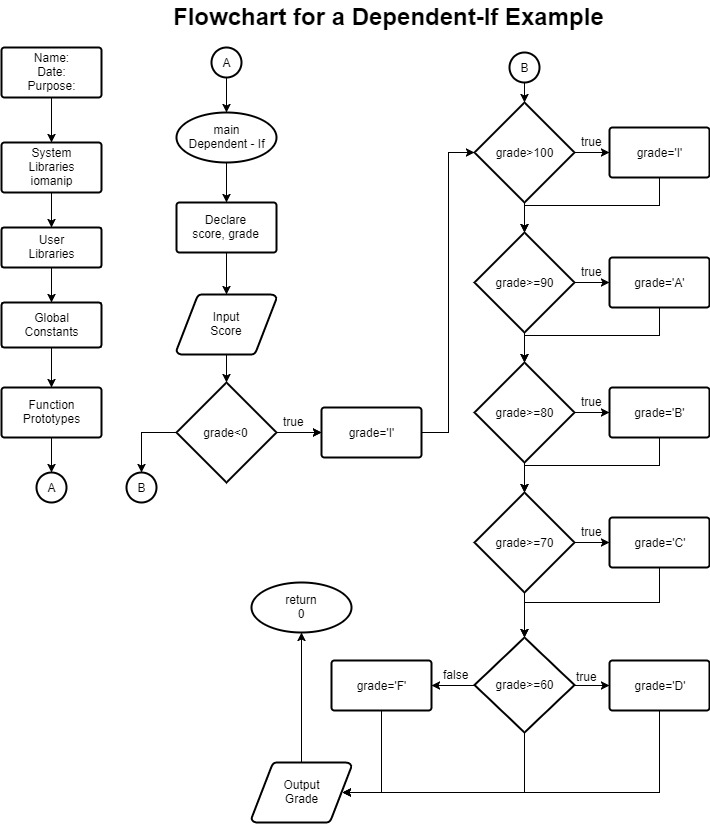 Flowchart for a Dependent-If Example
Name:
Date:
Purpose:
System
Libraries
iomanip
User
Libraries
Global
Constants
Function
Prototypes
A
A
main
Dependent - If
Declare
score, grade
Input
Score
grade<0
true
grade='I'
B
B
grade>100
true
grade='I'
grade>=90
true
grade='A'
grade>=80
true
grade='B'
grade>=70
true
grade='C'
grade>=60
true
grade='D'
false
grade='F'
Output
Grade
return
0